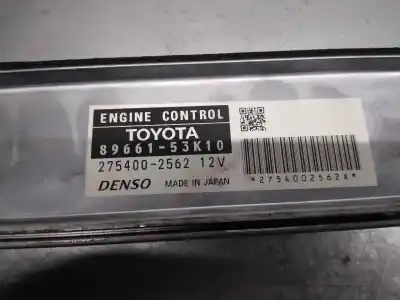 ENGINE CONTROL
TOYOTA
89661-53K10
275400-2562 12V
DENSO MADE IN JAPAN
*2754002562X*